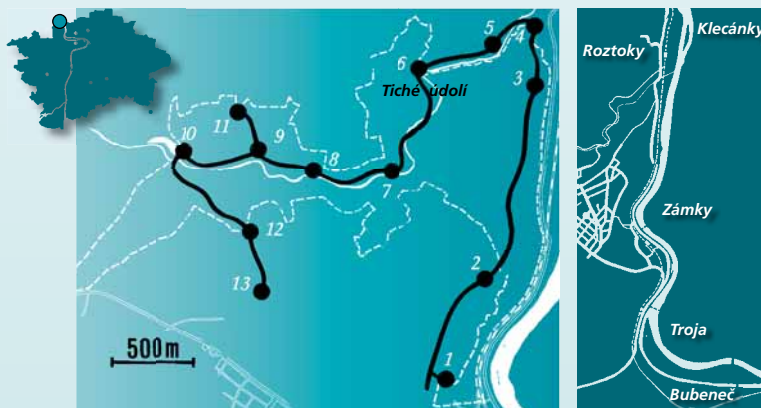 5
4
6
3
Tiché údolí
11
10
9
8
7
12
2
13
500 m
1
Klecánky
Roztoky
Zámky
Troja
Bubeneč